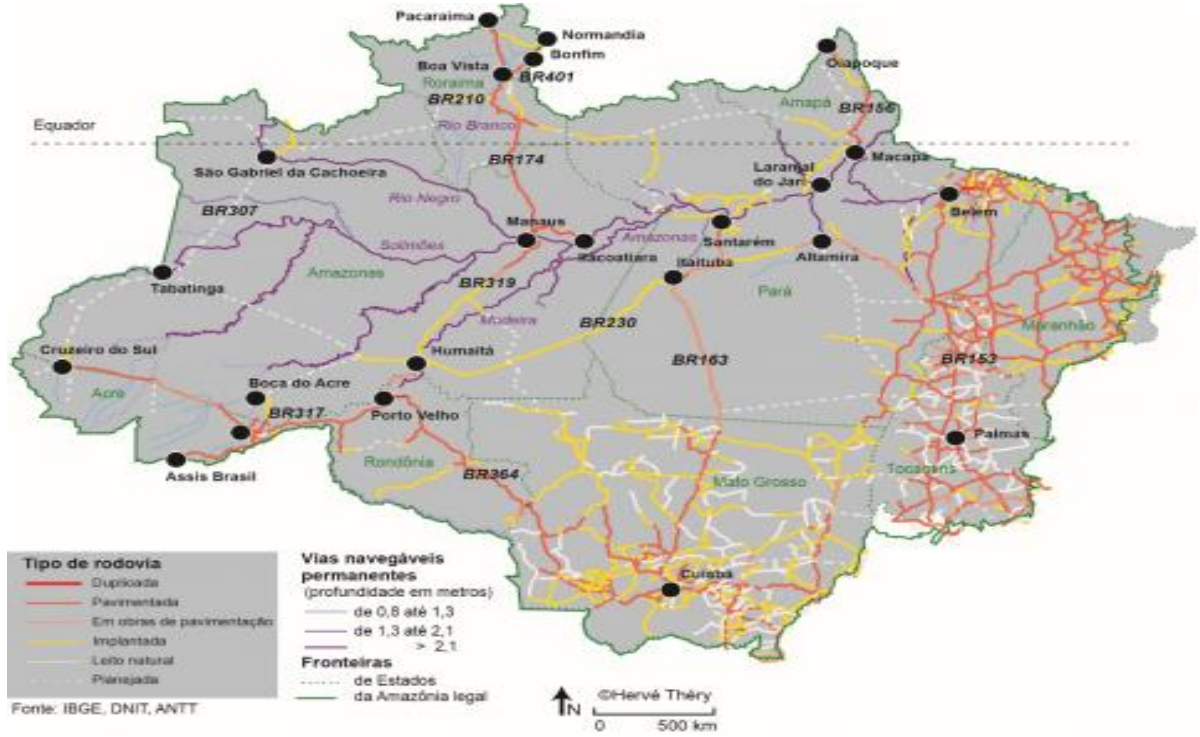 Pacaraima
Normandia
Bonfim
Boa Vista
BR401
Roraima
BR210
Oiapoque
Amapá
BR156
Rio Branco
Equador
São Gabriel da Cachoeira
BR174
Macapá
Laranjal
do Jari
Rio Negro
BR307
Belém
Manaus
Amazonas
Santarém
Solimões
Itacoatiara
Altamira
Itaituba
Amazonas
BR319
Tabatinga
Pará
Madeira
BR230
Maranhão
Cruzeiro do Sul
Humaitá
BR163
BR153
Acre
Boca do Acre
BR317
Porto Velho
Palmas
Assis Brasil
Rondônia
BR364
Mato Grosso
Tocantins
Cuiabá
Tipo de rodovia
Duplicada
Pavimentada
Em obras de pavimentação
Implantada
Leito natural
Planejada
Fonte: IBGE, DNIT, ANTT
Vias navegáveis
permanentes
(profundidade em metros)
de 0,8 até 1,3
de 1,3 até 2,1
> 2,1
Fronteiras
de Estados
da Amazônia legal
N
©Hervé Théry
0 500 km